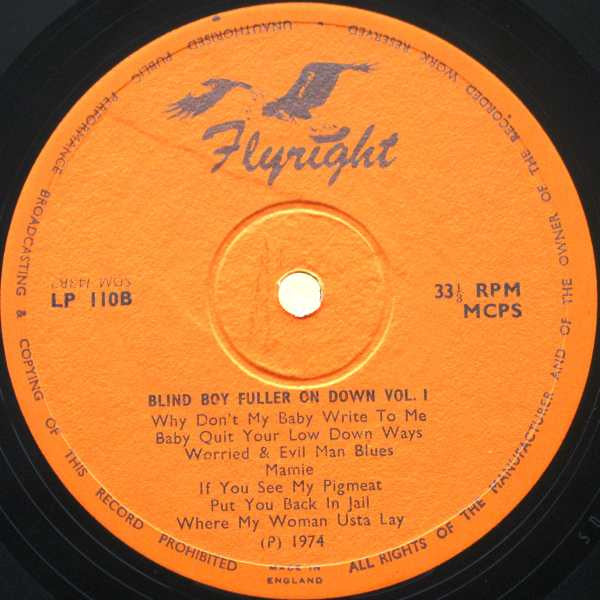 Flyright
LP 110B
33⅓ RPM
MCPS
BLIND BOY FULLER ON DOWN VOL. 1
Why Don't My Baby Write To Me
Baby Quit Your Low Down Ways
Worried & Evil Man Blues
Mamie
If You See My Pigmeat
Put You Back In Jail
Where My Woman Usta Lay
(P) 1974
MADE IN
ENGLAND
ALL RIGHTS OF THE MANUFACTURER AND OF THE OWNER OF THE RECORDED WORK RESERVED
UNAUTHORISED PUBLIC PERFORMANCE BROADCASTING & COPYING OF THIS RECORD PROHIBITED